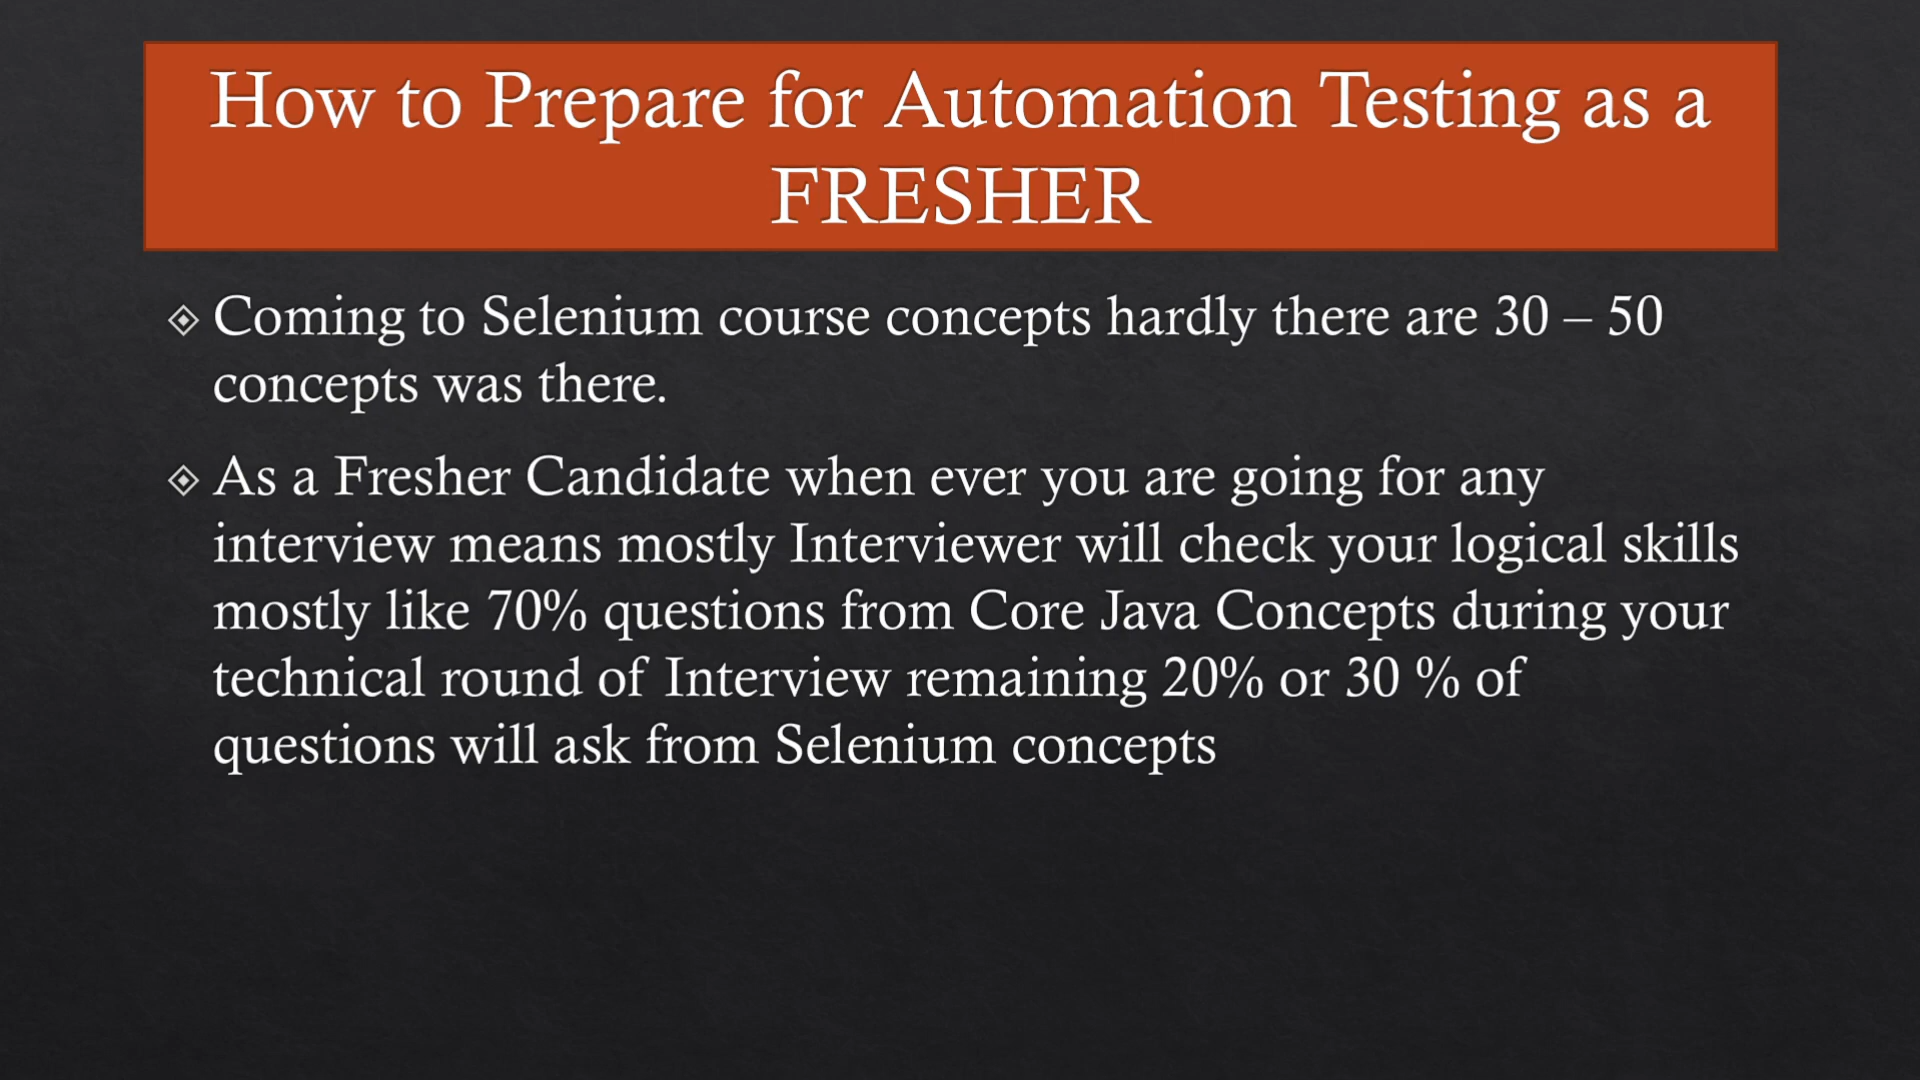 How to Prepare for Automation Testing as a
FRESHER
Coming to Selenium course concepts hardly there are 30 – 50
concepts was there.
As a Fresher Candidate when ever you are going for any
interview means mostly Interviewer will check your logical skills
mostly like 70% questions from Core Java Concepts during your
technical round of Interview remaining 20% or 30 % of
questions will ask from Selenium concepts